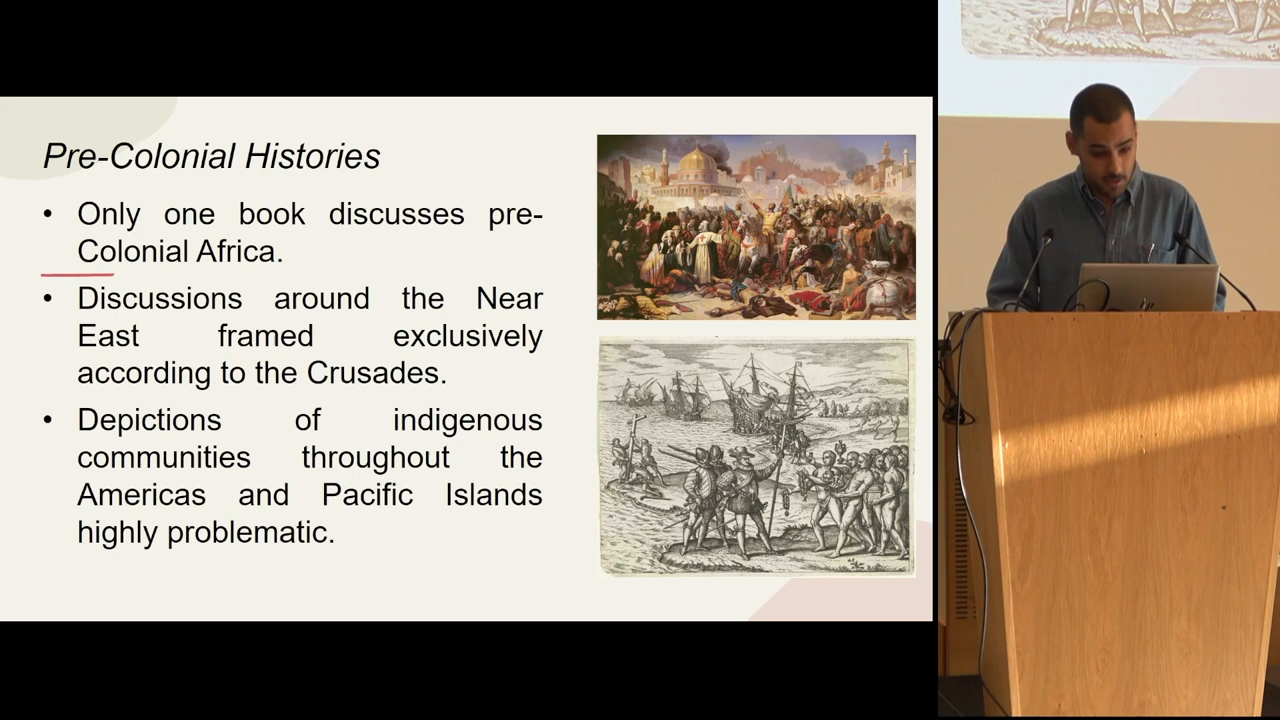 Pre-Colonial Histories
• Only one book discusses pre-
Colonial Africa.
• Discussions around the Near
East framed exclusively
according to the Crusades.
• Depictions of indigenous
communities throughout the
Americas and Pacific Islands
highly problematic.